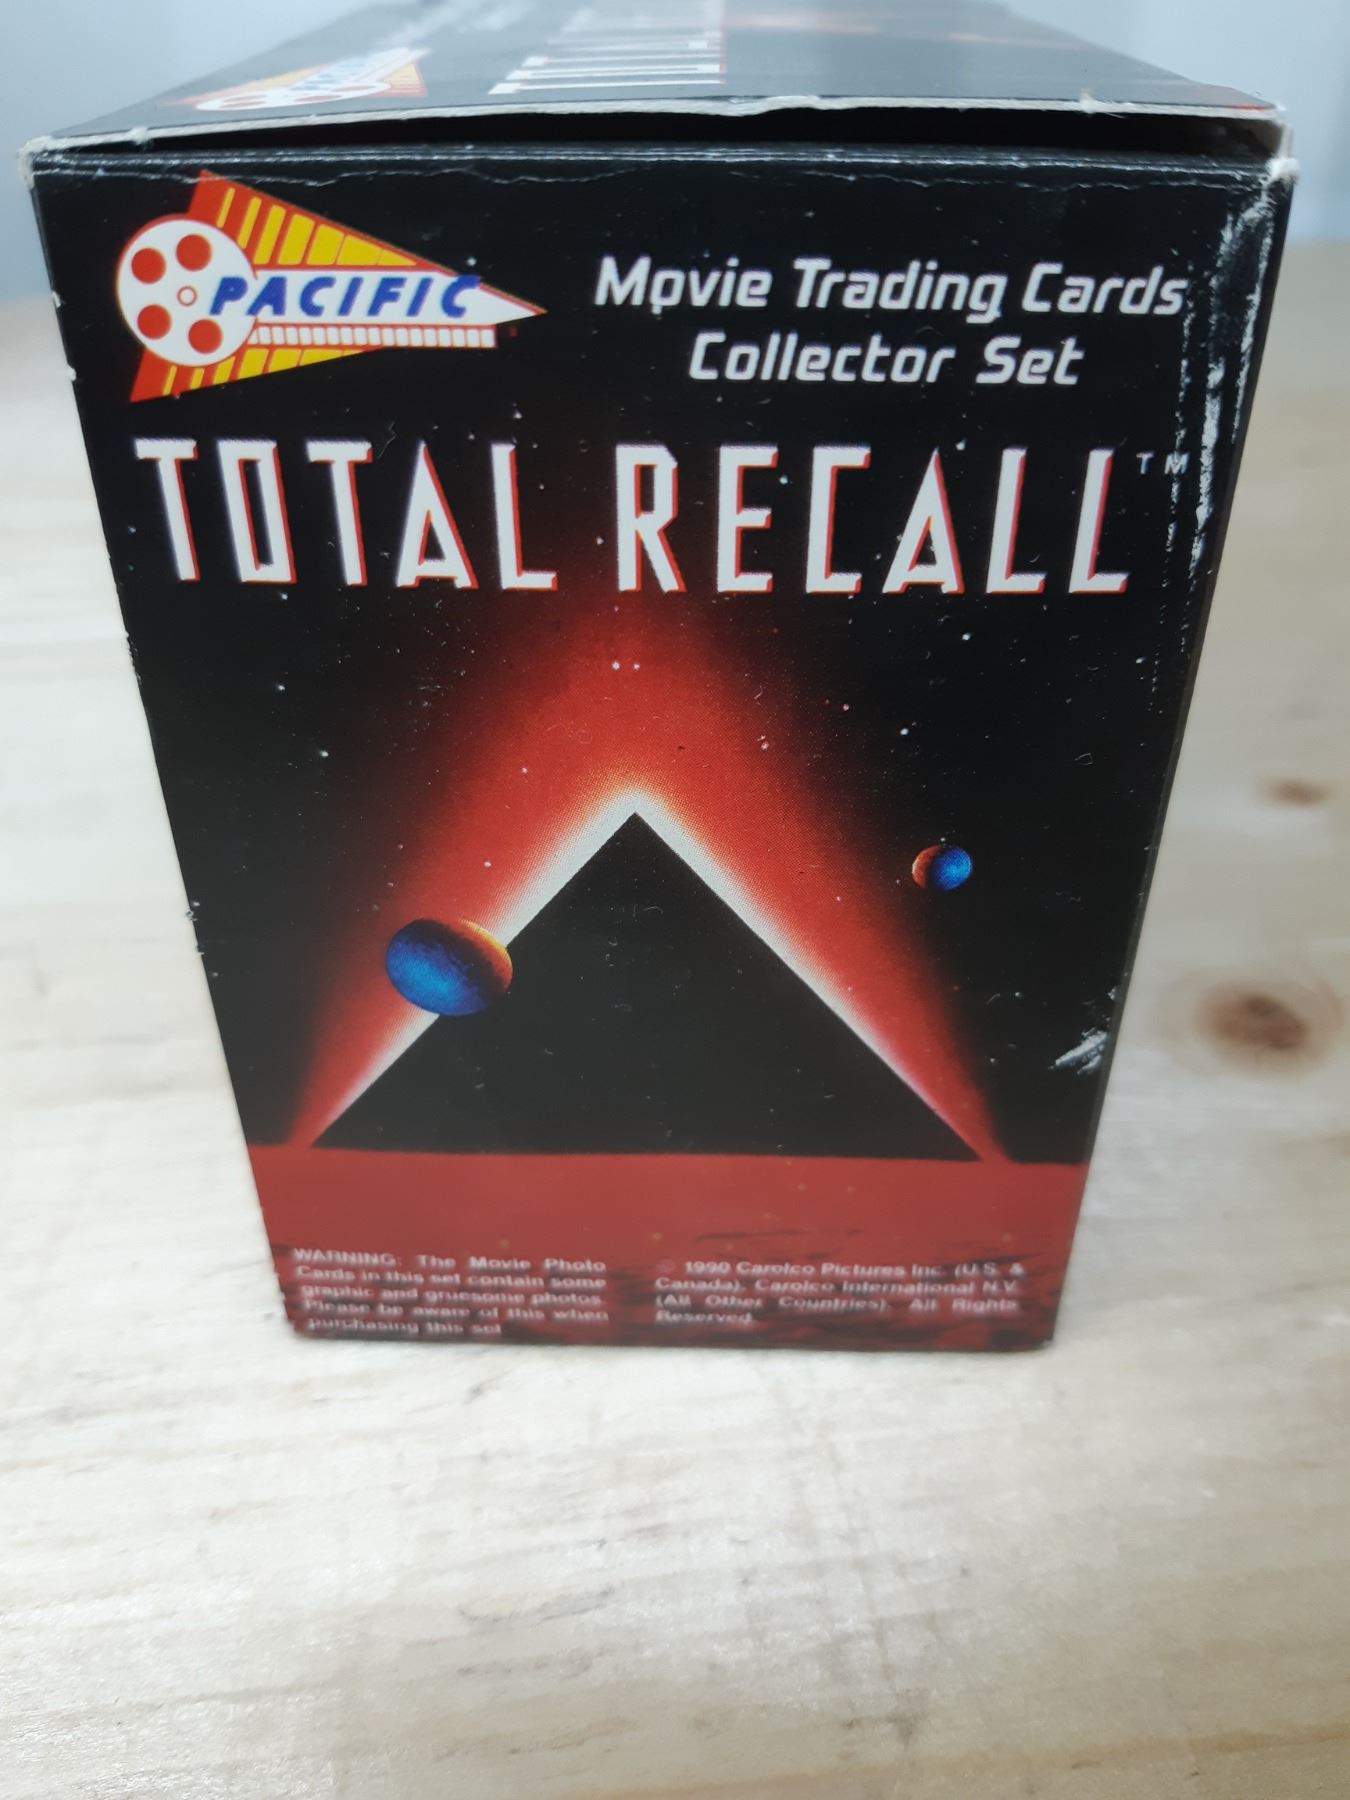 PACIFIC
Movie Trading Cards
Collector Set
TOTAL RECALL™
WARNING: The Movie Photo
Cards in this set contain some
graphic and gruesome photos.
Please be aware of this when
purchasing this set
© 1990 Carolco Pictures Inc. (U.S. &
Canada), Carolco International N.V.
(All Other Countries). All Rights
Reserved.